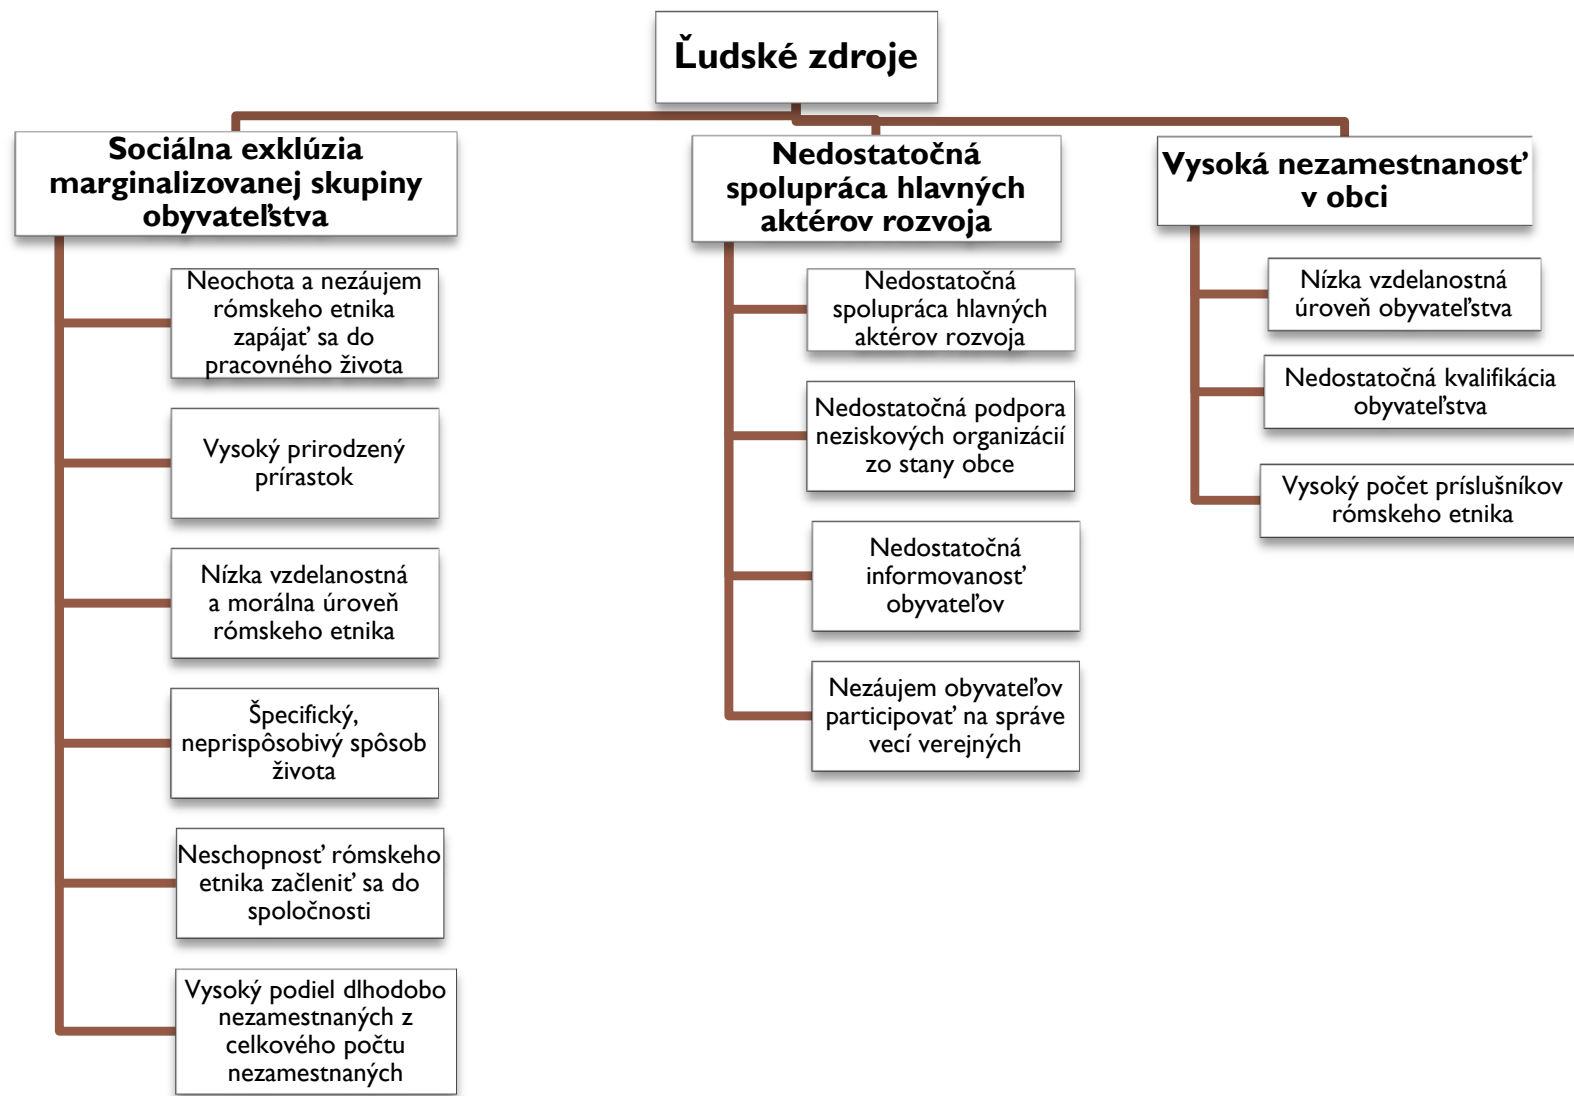 Ľudské zdroje
Sociálna exklúzia
marginalizovanej skupiny
obyvateľstva
Neochota a nezáujem
rómskeho etnika
zapájať sa do
pracovného života
Vysoký prirodzený
prírastok
Nízka vzdelanostná
a morálna úroveň
rómskeho etnika
Špecifický,
neprispôsobivý spôsob
života
Neschopnosť rómskeho
etnika začleniť sa do
spoločnosti
Vysoký podiel dlhodobo
nezamestnaných z
celkového počtu
nezamestnaných
Nedostatočná
spolupráca hlavných
aktérov rozvoja
Nedostatočná
spolupráca hlavných
aktérov rozvoja
Nedostatočná podpora
neziskových organizácií
zo stany obce
Nedostatočná
informovanosť
obyvateľov
Nezáujem obyvateľov
participovať na správe
vecí verejných
Vysoká nezamestnanosť
v obci
Nízka vzdelanostná
úroveň obyvateľstva
Nedostatočná kvalifikácia
obyvateľstva
Vysoký počet príslušníkov
rómskeho etnika